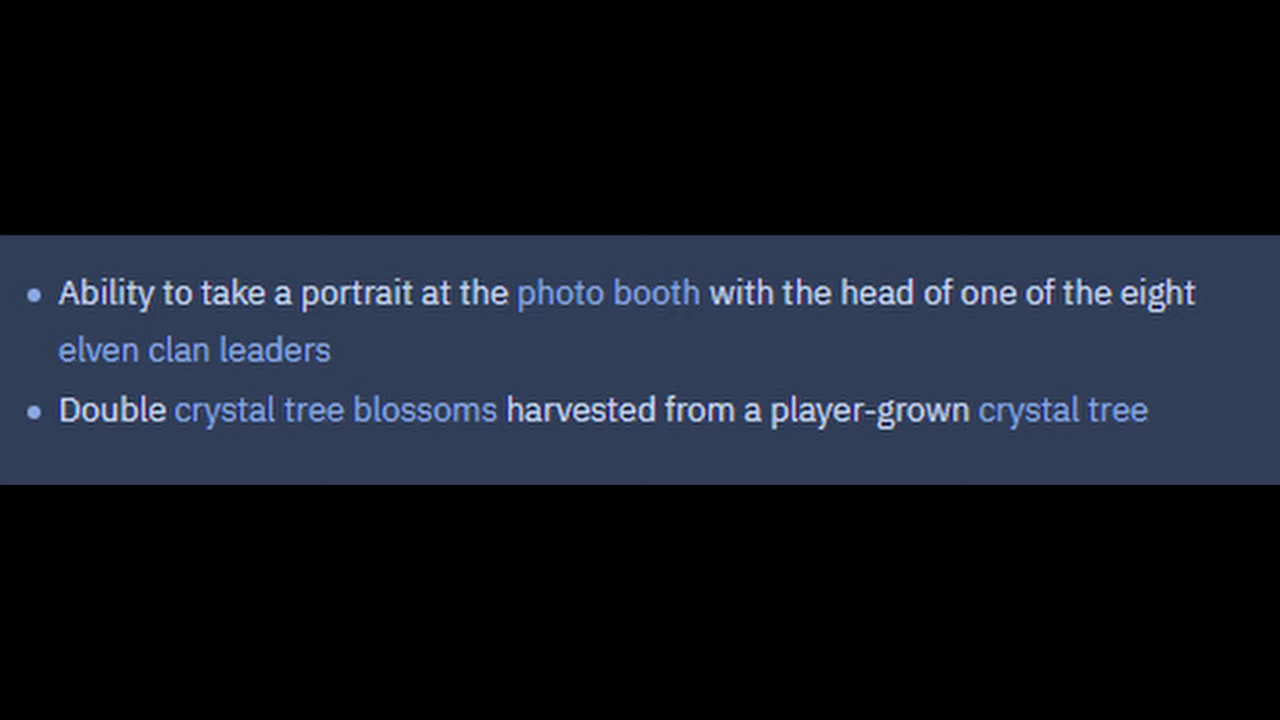 Ability to take a portrait at the photo booth with the head of one of the eight
elven clan leaders
Double crystal tree blossoms harvested from a player-grown crystal tree